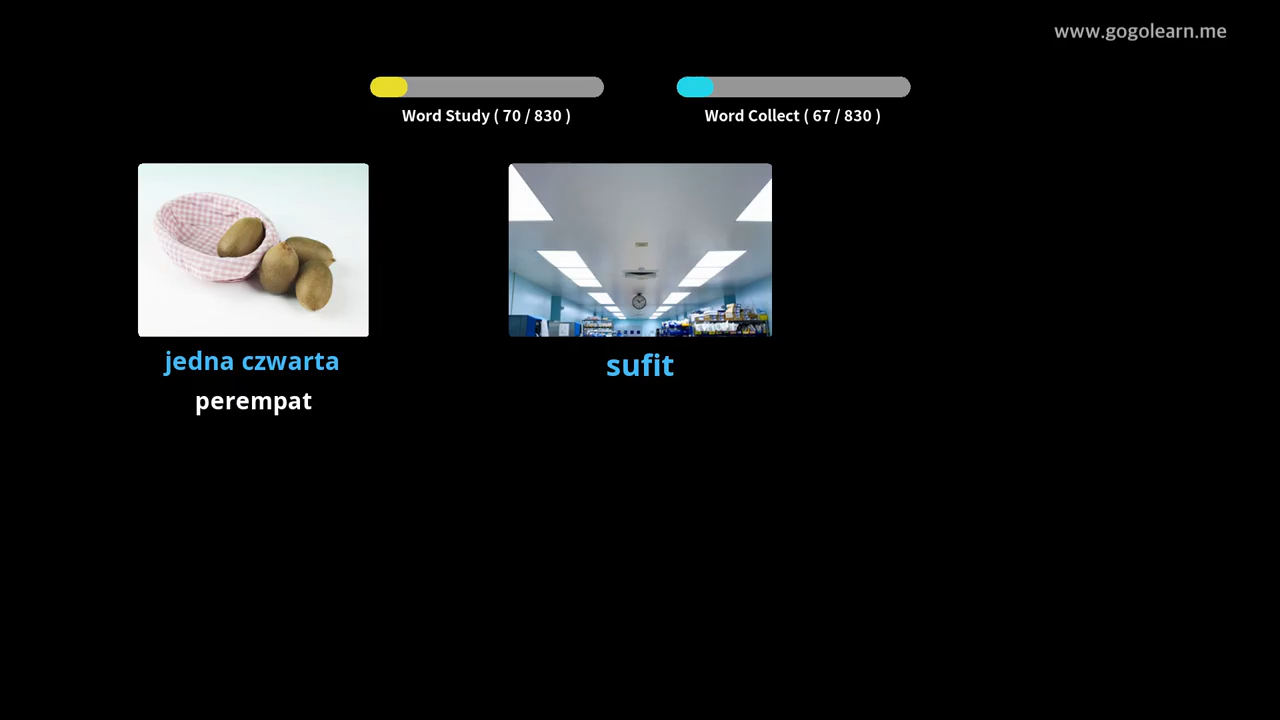 www.gogolearn.me
Word Study ( 70 / 830 )
Word Collect ( 67 / 830 )
jedna czwarta
perempat
sufit